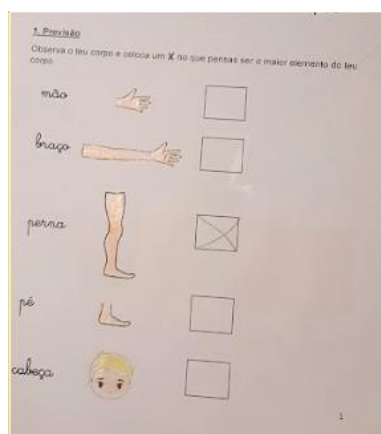 1. Previsão
Observa o teu corpo e coloca um X no que pensas ser o maior elemento do teu
corpo.
mão
braço
perna
pé
cabeça
1